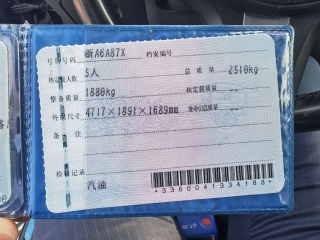 号牌号码 浙A6A87X 档案编号
核定载人数 5人 总质量 2510kg
整备质量 1880kg 核定载质量
外廓尺寸 4717×1891×1689mm 准牵引总质量
备注
检验记录
汽油
*3360041334188*